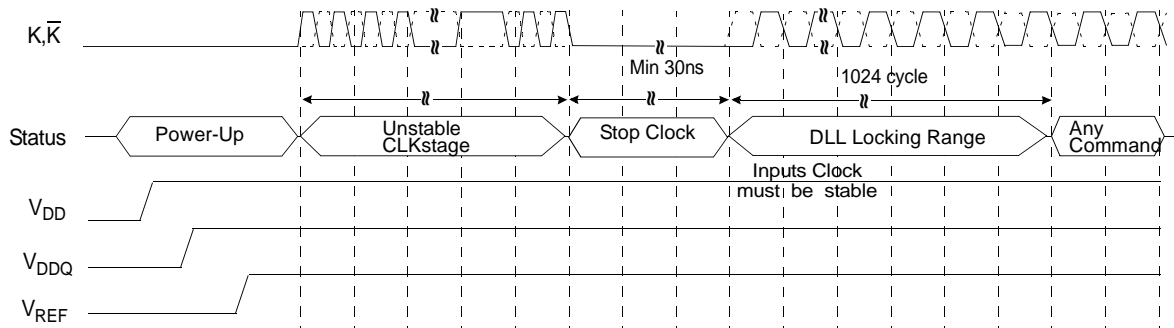 K,K̅
Min 30ns
1024 cycle
Status
Power-Up
Unstable
CLKstage
Stop Clock
DLL Locking Range
Any
Command
Inputs Clock
must be stable
VDD
VDDQ
VREF